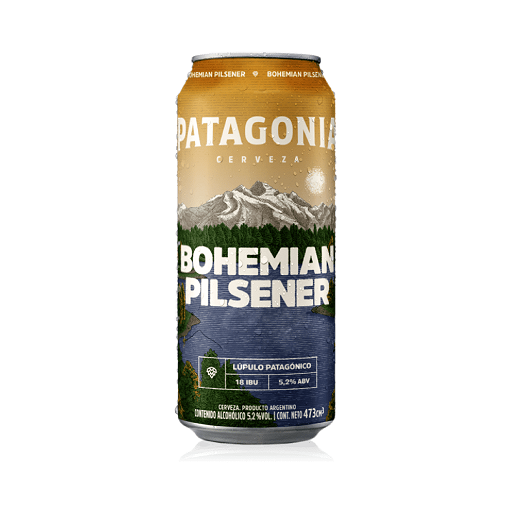 BOHEMIAN PILSENER BOHEMIAN PILSEN
PATAGONIA
CERVEZA
BOHEMIAN
PILSENER
LÚPULO PATAGÓNICO
18 IBU 5,2% ABV
CERVEZA. PRODUCTO ARGENTINO
CONTENIDO ALCOHÓLICO 5,2%VOL. | CONT. NETO 473cm³